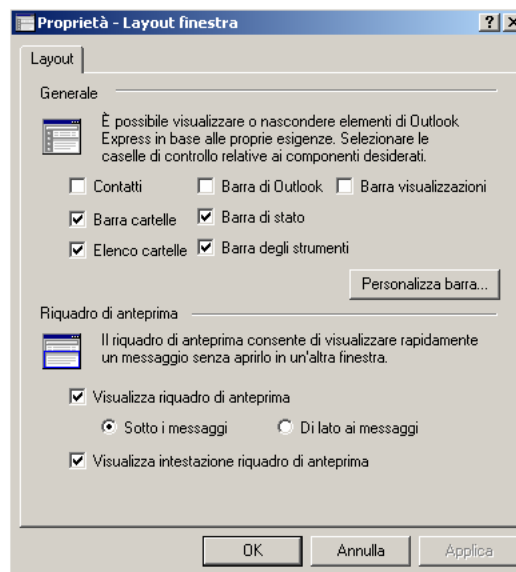 Proprietà - Layout finestra
Layout
Generale
È possibile visualizzare o nascondere elementi di Outlook
Express in base alle proprie esigenze. Selezionare le
caselle di controllo relative ai componenti desiderati.
Contatti Barra di Outlook Barra visualizzazioni
Barra cartelle Barra di stato
Elenco cartelle Barra degli strumenti
Personalizza barra...
Riquadro di anteprima
Il riquadro di anteprima consente di visualizzare rapidamente
un messaggio senza aprirlo in un'altra finestra.
Visualizza riquadro di anteprima
Sotto i messaggi Di lato ai messaggi
Visualizza intestazione riquadro di anteprima
OK Annulla Applica